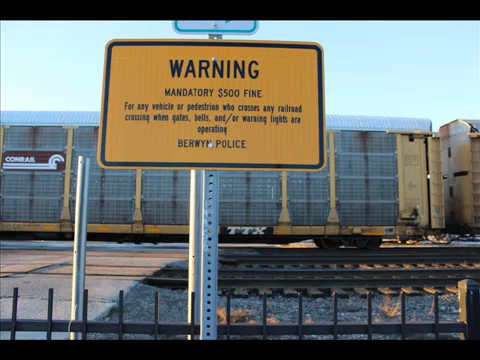 WARNING
MANDATORY $500 FINE
For any vehicle or pedestrian who crosses any railroad
crossing when gates, bells, and/or warning lights are
operating
BERWYN POLICE
CONRAIL
TTX